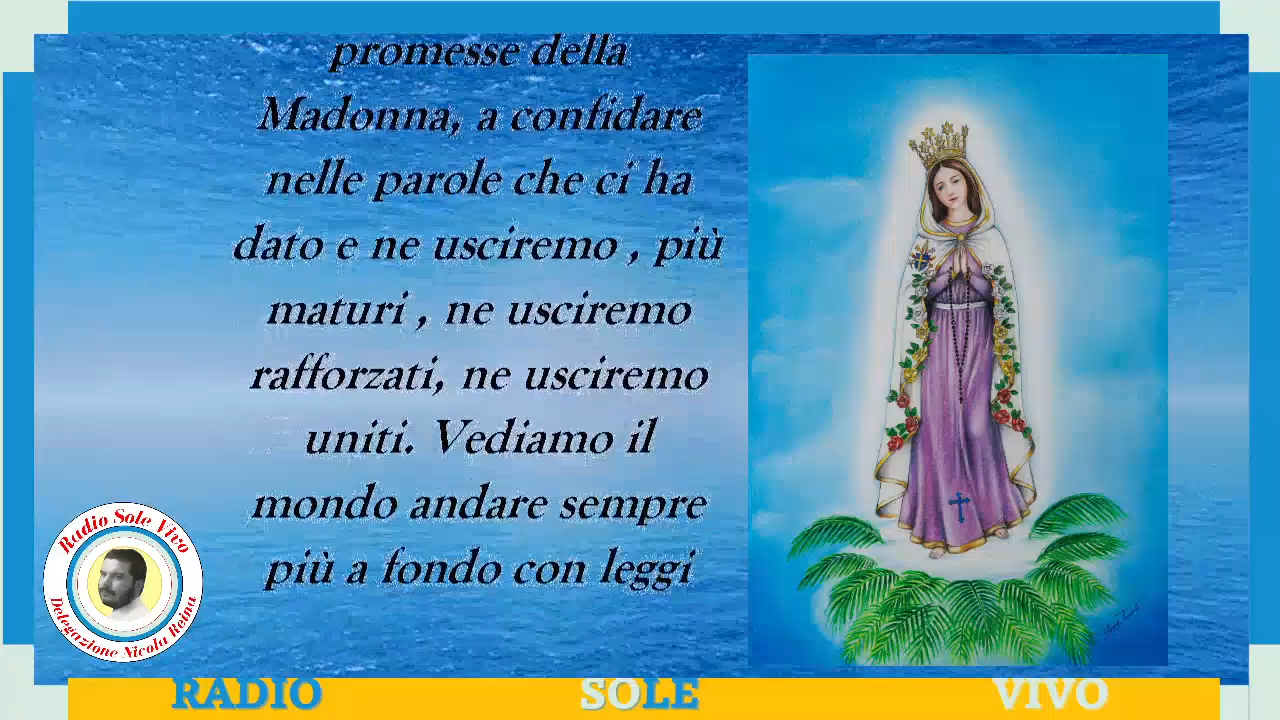 promesse della
Madonna, a confidare
nelle parole che ci ha
dato e ne usciremo , più
maturi , ne usciremo
rafforzati, ne usciremo
uniti. Vediamo il
mondo andare sempre
più a fondo con leggi
Radio Sole Vivo
Delegazione Nicola Reina
RADIO SOLE VIVO